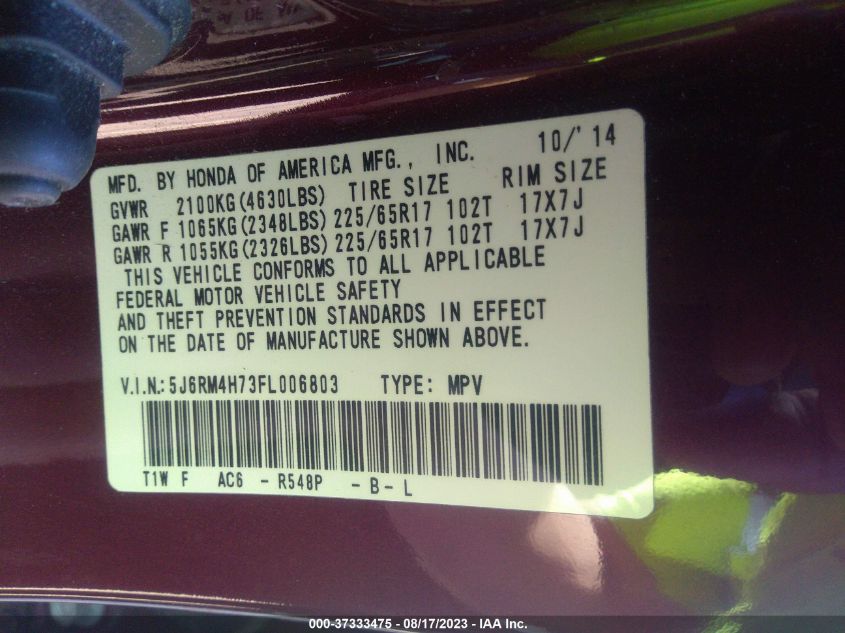 MFD. BY HONDA OF AMERICA MFG., INC. 10/'14
GVWR 2100KG(4630LBS) TIRE SIZE RIM SIZE
GAWR F 1065KG(2348LBS) 225/65R17 102T 17X7J
GAWR R 1055KG(2326LBS) 225/65R17 102T 17X7J
THIS VEHICLE CONFORMS TO ALL APPLICABLE
FEDERAL MOTOR VEHICLE SAFETY
AND THEFT PREVENTION STANDARDS IN EFFECT
ON THE DATE OF MANUFACTURE SHOWN ABOVE.
V.I.N.: 5J6RM4H73FL006803 TYPE: MPV
T1W F AC6 - R548P - B - L
000-37333475 - 08/17/2023 - IAA Inc.